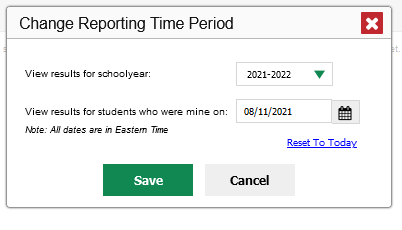 Change Reporting Time Period
View results for schoolyear: 2021-2022
View results for students who were mine on: 08/11/2021
Note: All dates are in Eastern Time
Reset To Today
Save Cancel